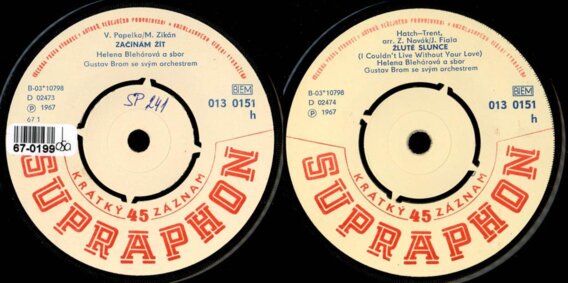 V. Popelka/M. Zikán
ZAČÍNÁM ŽÍT
Helena Blehárová a sbor
Gustav Brom se svým orchestrem
B-03*10798
D 02473
P 1967
67 1
SP 241
BIEM
013 0151
h
67-0199
SUPRAPHON
KRÁTKÝ 45 ZÁZNAM
Hatch-Trent,
arr. Z. Novák/J. Fiala
ŽLUTÉ SLUNCE
(I Couldn't Live Without Your Love)
Helena Blehárová a sbor
Gustav Brom se svým orchestrem
B-03*10798
D 02474
P 1967
BIEM
013 0151
h
SUPRAPHON
KRÁTKÝ 45 ZÁZNAM